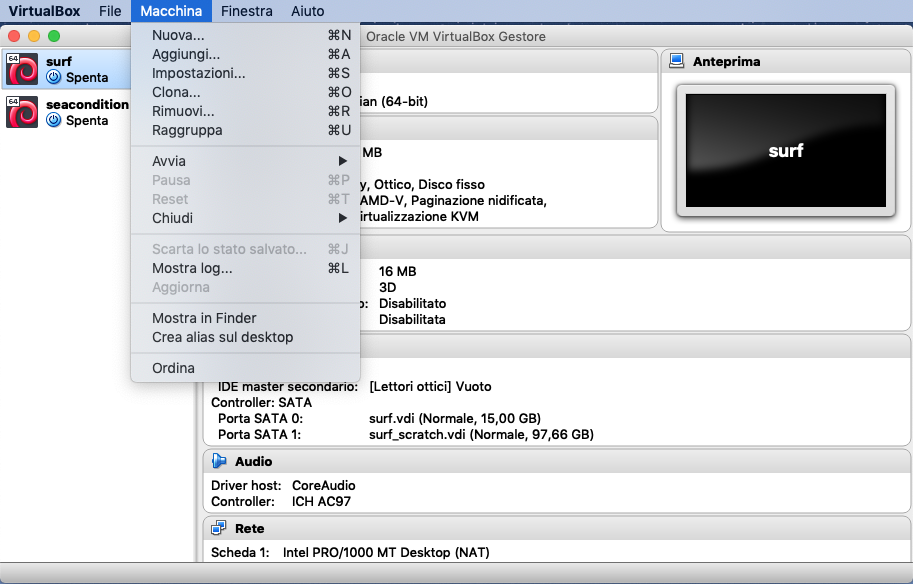 VirtualBox File Macchina Finestra Aiuto
Oracle VM VirtualBox Gestore
64 surf
Spenta
64 seacondition
Spenta
Nuova... ⌘N
Aggiungi... ⌘A
Impostazioni... ⌘S
Clona... ⌘O
Rimuovi... ⌘R
Raggruppa ⌘U
Avvia
Pausa ⌘P
Reset ⌘T
Chiudi
Scarta lo stato salvato... ⌘J
Mostra log... ⌘L
Aggiorna
Mostra in Finder
Crea alias sul desktop
Ordina
ian (64-bit)
MB
y, Ottico, Disco fisso
AMD-V, Paginazione nidificata,
irtualizzazione KVM
Anteprima
surf
16 MB
3D
o: Disabilitato
Disabilitata
IDE master secondario: [Lettori ottici] Vuoto
Controller: SATA
Porta SATA 0: surf.vdi (Normale, 15,00 GB)
Porta SATA 1: surf_scratch.vdi (Normale, 97,66 GB)
Audio
Driver host: CoreAudio
Controller: ICH AC97
Rete
Scheda 1: Intel PRO/1000 MT Desktop (NAT)